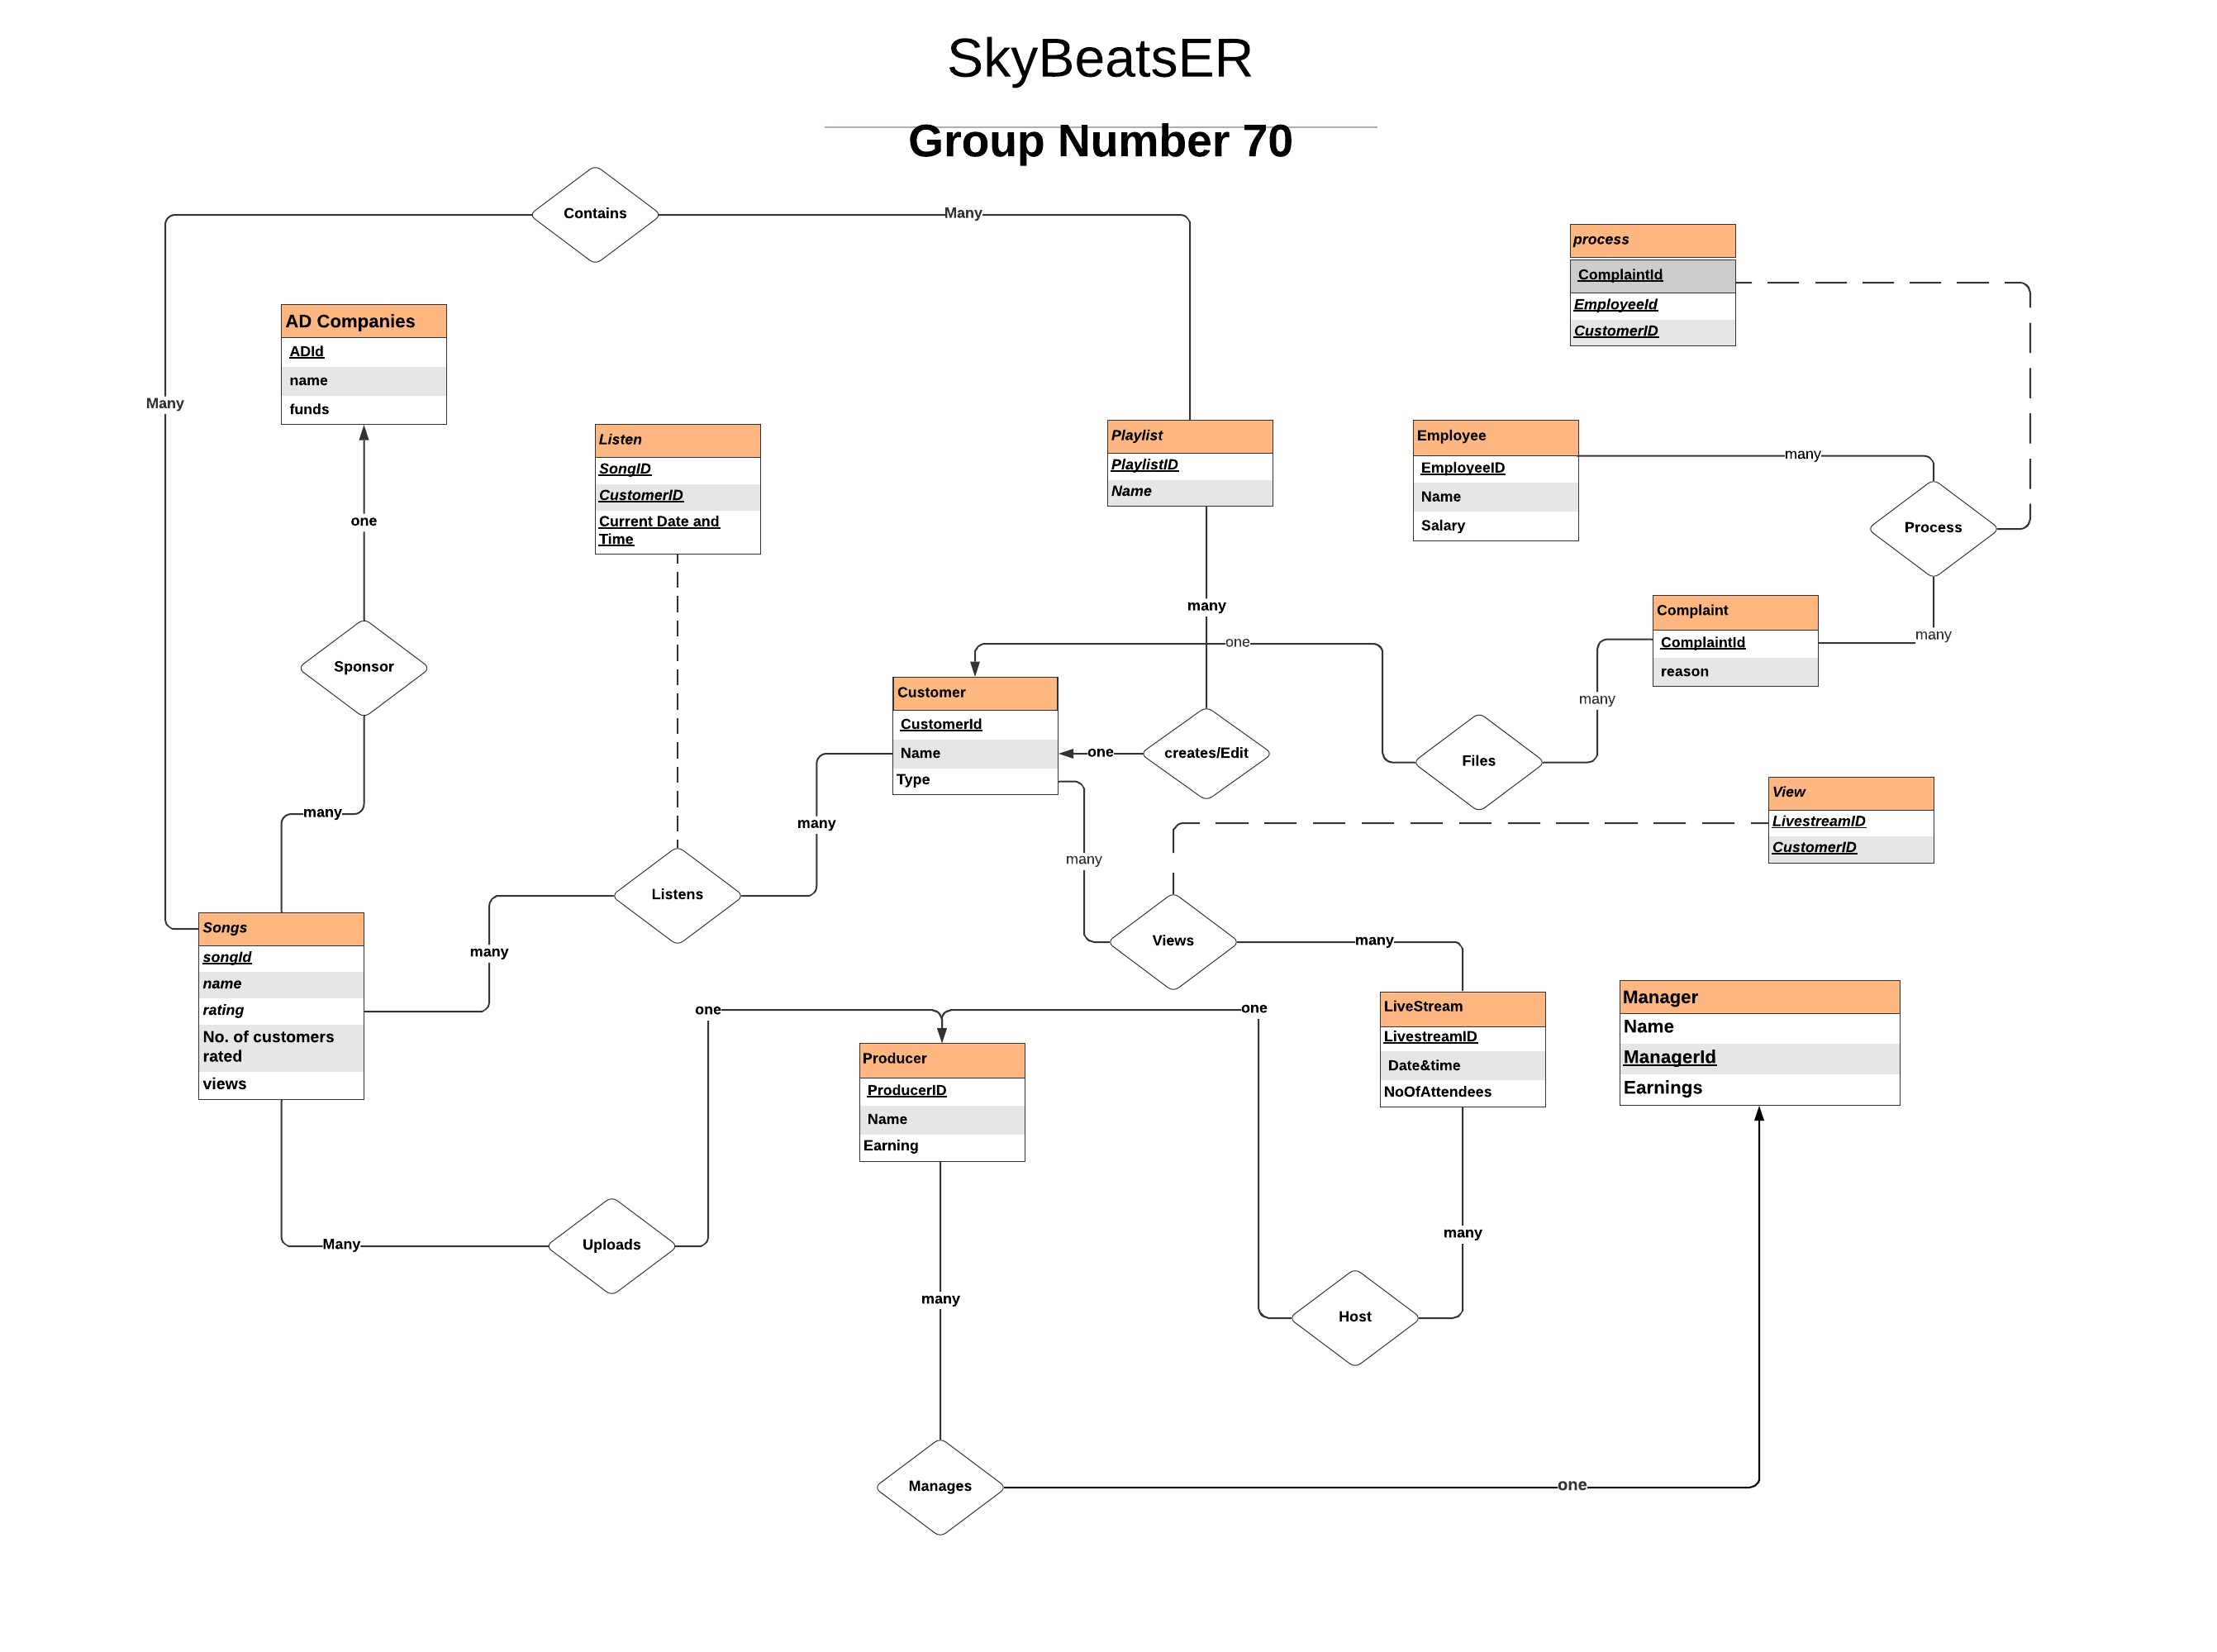 SkyBeatsER
Group Number 70
Contains
Many
Many
process
ComplaintId
EmployeeId
CustomerID
AD Companies
ADId
name
funds
one
Sponsor
many
Listen
SongID
CustomerID
Current Date and
Time
Playlist
PlaylistID
Name
many
Employee
EmployeeID
Name
Salary
many
Process
many
Complaint
ComplaintId
reason
many
Files
one
Customer
CustomerId
Name
Type
one
creates/Edit
many
many
View
LivestreamID
CustomerID
Listens
many
Views
many
Songs
songId
name
rating
No. of customers
rated
views
one
one
Producer
ProducerID
Name
Earning
LiveStream
LivestreamID
Date&time
NoOfAttendees
Manager
Name
ManagerId
Earnings
Many
Uploads
many
many
Host
Manages
one